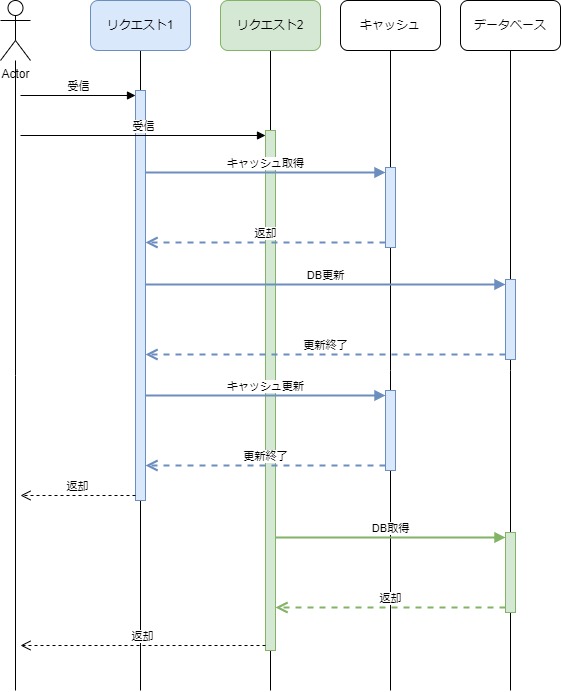 リクエスト1
リクエスト2
キャッシュ
データベース
Actor
受信
受信
キャッシュ取得
返却
DB更新
更新終了
キャッシュ更新
更新終了
返却
DB取得
返却
返却